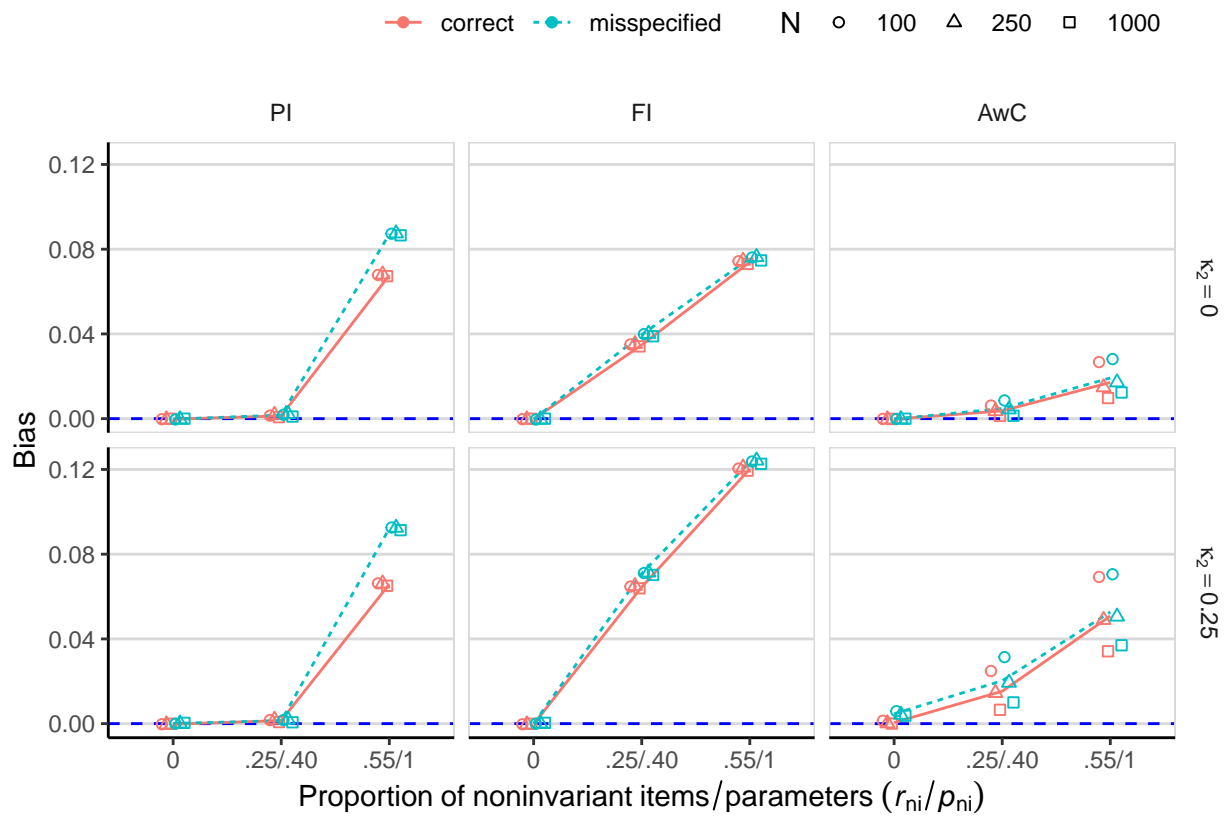 correct misspecified N 100 250 1000
PI FI AwC
0.12
0.08
0.04
0.00
κ2 = 0
0.12
0.08
0.04
0.00
κ2 = 0.25
Bias
0 .25/.40 .55/1 0 .25/.40 .55/1 0 .25/.40 .55/1
Proportion of noninvariant items/parameters (rni/pni)